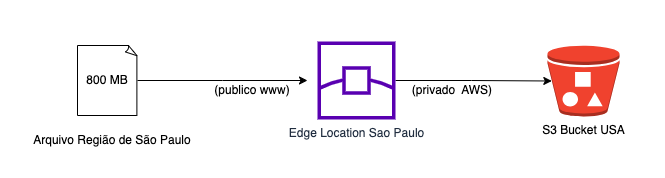 800 MB
(publico www)
(privado AWS)
Arquivo Região de São Paulo
Edge Location Sao Paulo
S3 Bucket USA